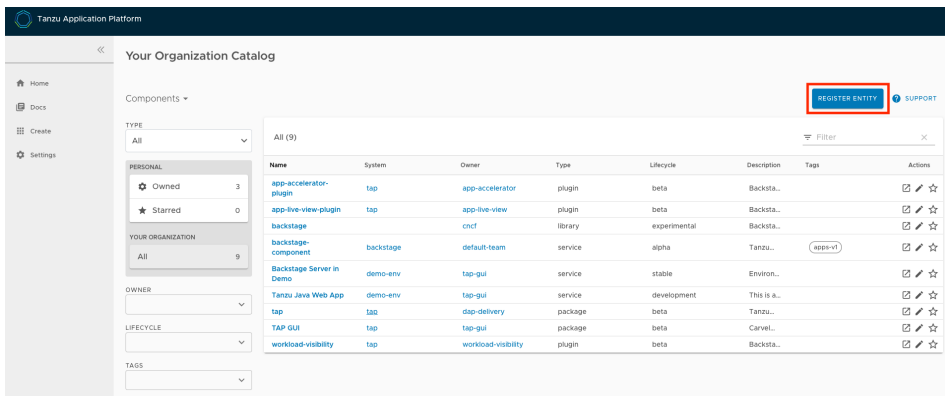 Tanzu Application Platform
Your Organization Catalog
Home
Docs
Create
Settings
Components
REGISTER ENTITY
SUPPORT
TYPE
All
PERSONAL
Owned 3
Starred 0
YOUR ORGANIZATION
All 9
OWNER
LIFECYCLE
TAGS
All (9)
Filter
Name System Owner Type Lifecycle Description Tags Actions
app-accelerator-
plugin tap app-accelerator plugin beta Backsta...
app-live-view-plugin tap app-live-view plugin beta Backsta...
backstage cncf library experimental Backsta...
backstage-
component backstage default-team service alpha Tanzu... apps-v1
Backstage Server in
Demo demo-env tap-gui service stable Environ...
Tanzu Java Web App demo-env tap-gui service development This is a...
tap tap dap-delivery package beta Tanzu...
TAP GUI tap tap-gui package beta Carvel...
workload-visibility tap workload-visibility plugin beta Backsta...